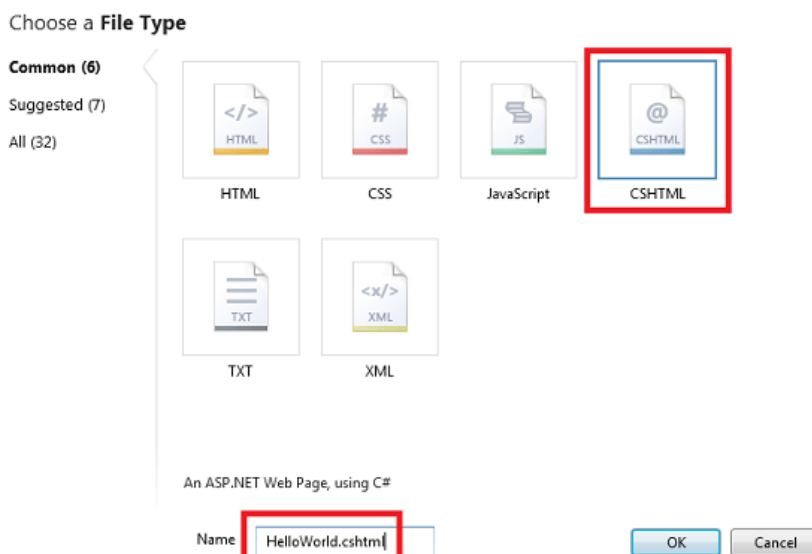 Choose a File Type
Common (6)
Suggested (7)
All (32)
</>
HTML
HTML
#
CSS
CSS
JS
JavaScript
@
CSHTML
CSHTML
TXT
TXT
<x/>
XML
XML
An ASP.NET Web Page, using C#
Name HelloWorld.cshtml
OK Cancel